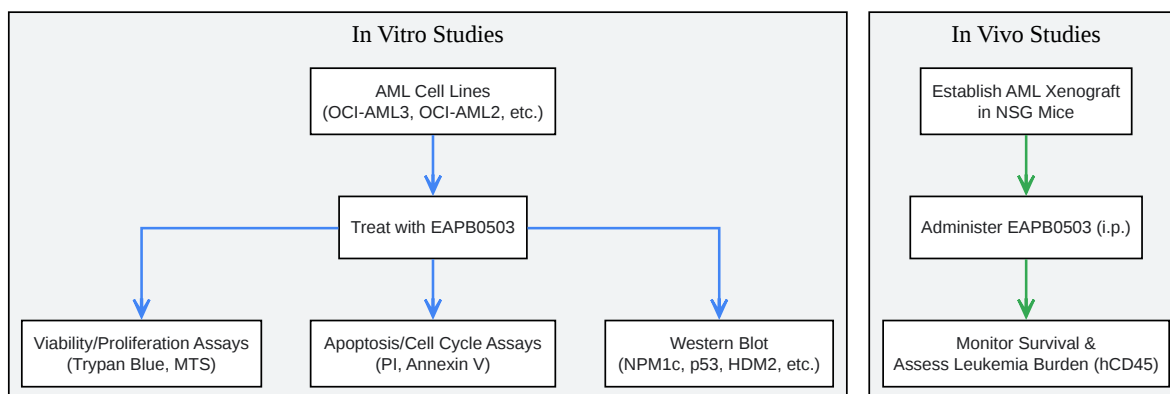 In Vitro Studies
AML Cell Lines
(OCI-AML3, OCI-AML2, etc.)
Treat with EAPB0503
Viability/Proliferation Assays
(Trypan Blue, MTS)
Apoptosis/Cell Cycle Assays
(PI, Annexin V)
Western Blot
(NPM1c, p53, HDM2, etc.)
In Vivo Studies
Establish AML Xenograft
in NSG Mice
Administer EAPB0503 (i.p.)
Monitor Survival &
Assess Leukemia Burden (hCD45)